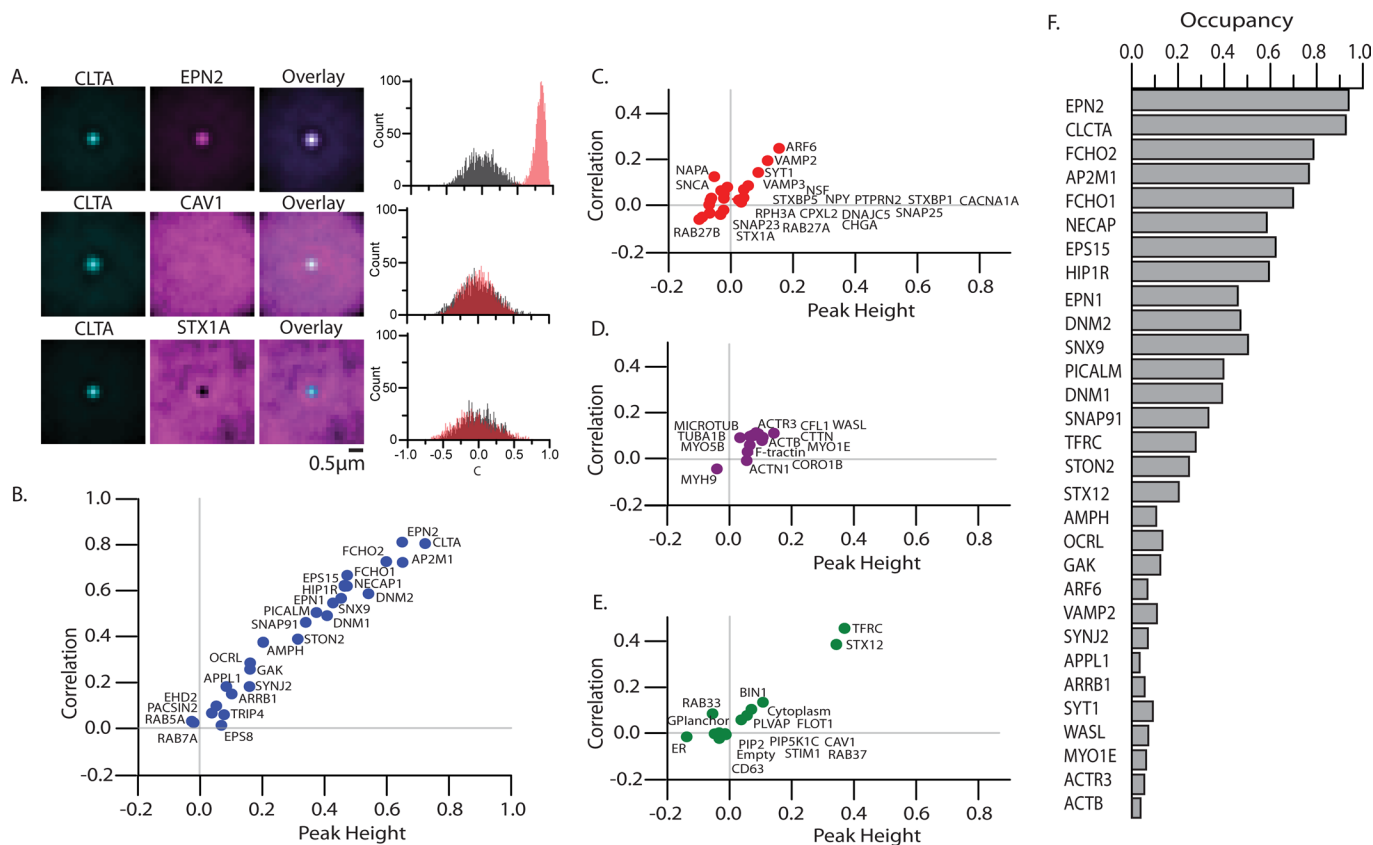 A.
CLTA EPN2 Overlay
CLTA CAV1 Overlay
CLTA STX1A Overlay
0.5μm
100
50
0
Count
100
50
0
Count
100
50
0
Count
-1.0 -0.5 0.0 0.5 1.0
C
B.
1.0
0.8
0.6
0.4
0.2
0.0
-0.2
Correlation
EPN2
CLTA
FCHO2
AP2M1
FCHO1
EPS15
NECAP1
HIP1R
DNM2
EPN1
SNX9
PICALM
DNM1
SNAP91
STON2
AMPH
OCRL
GAK
APPL1
SYNJ2
EHD2
ARRB1
PACSIN2
TRIP4
RAB5A
RAB7A
EPS8
-0.2 0.0 0.2 0.4 0.6 0.8 1.0
Peak Height
C.
0.4
0.2
0.0
-0.2
Correlation
ARF6
VAMP2
NAPA
SYT1
SNCA
VAMP3
NSF
STXBP5 NPY PTPRN2 STXBP1 CACNA1A
RPH3A CPXL2 DNAJC5 SNAP25
RAB27B
SNAP23 RAB27A CHGA
STX1A
-0.2 0.0 0.2 0.4 0.6 0.8
Peak Height
D.
0.4
0.2
0.0
-0.2
Correlation
MICROTUB ACTR3 CFL1 WASL
TUBA1B ACTB CTTN
MYO5B F-tractin MYO1E
MYH9 ACTN1 CORO1B
-0.2 0.0 0.2 0.4 0.6 0.8
Peak Height
E.
0.4
0.2
0.0
-0.2
Correlation
TFRC
STX12
RAB33 BIN1
Cytoplasm
GPIanchor PLVAP FLOT1
ER PIP2 PIP5K1C CAV1
Empty STIM1 RAB37
CD63
-0.2 0.0 0.2 0.4 0.6 0.8
Peak Height
F.
Occupancy
0.0 0.2 0.4 0.6 0.8 1.0
EPN2
CLCTA
FCHO2
AP2M1
FCHO1
NECAP
EPS15
HIP1R
EPN1
DNM2
SNX9
PICALM
DNM1
SNAP91
TFRC
STON2
STX12
AMPH
OCRL
GAK
ARF6
VAMP2
SYNJ2
APPL1
ARRB1
SYT1
WASL
MYO1E
ACTR3
ACTB